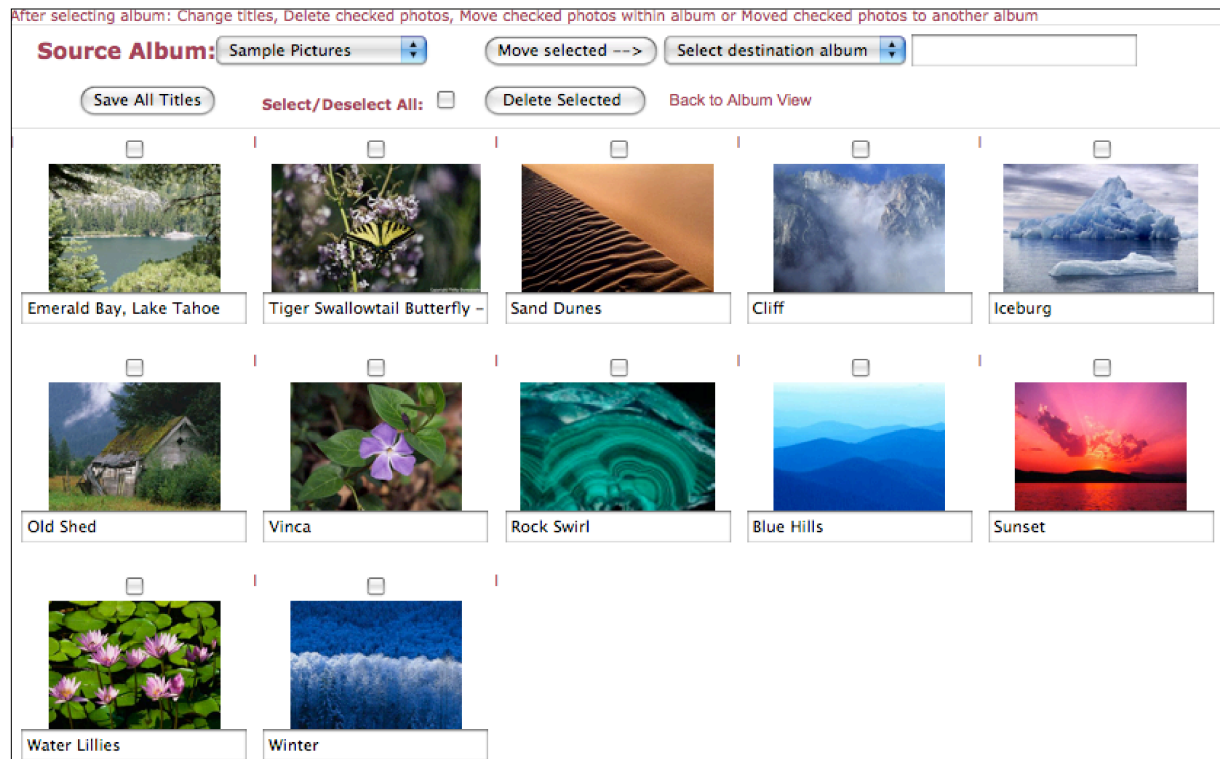 After selecting album: Change titles, Delete checked photos, Move checked photos within album or Moved checked photos to another album
Source Album: Sample Pictures Move selected --> Select destination album
Save All Titles Select/Deselect All: Delete Selected Back to Album View
Emerald Bay, Lake Tahoe Tiger Swallowtail Butterfly – Sand Dunes Cliff Iceburg
Old Shed Vinca Rock Swirl Blue Hills Sunset
Water Lillies Winter